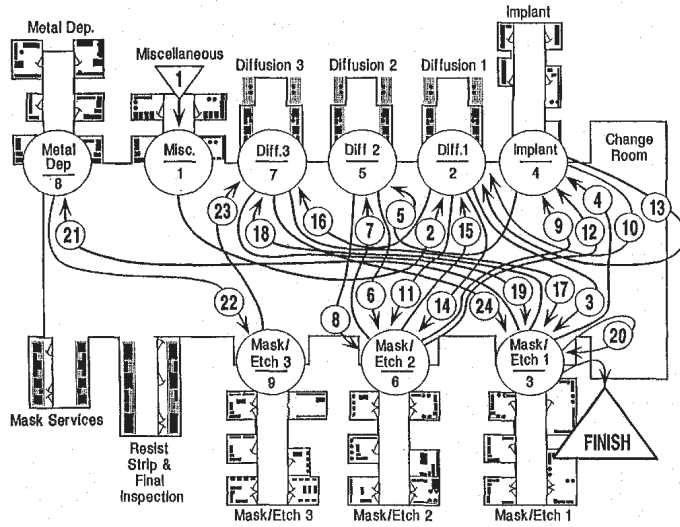 Metal Dep.
Miscellaneous
Implant
1
Diffusion 3
Diffusion 2
Diffusion 1
Metal
Dep
8
Misc.
1
Diff.3
7
Diff 2
5
Diff.1
2
Implant
4
Change
Room
23
18
16
7
5
2
15
9
12
4
10
13
21
22
8
6
11
14
24
19
17
3
20
Mask/
Etch 3
9
Mask/
Etch 2
6
Mask/
Etch 1
3
Mask Services
Resist
Strip &
Final
Inspection
FINISH
Mask/Etch 3
Mask/Etch 2
Mask/Etch 1